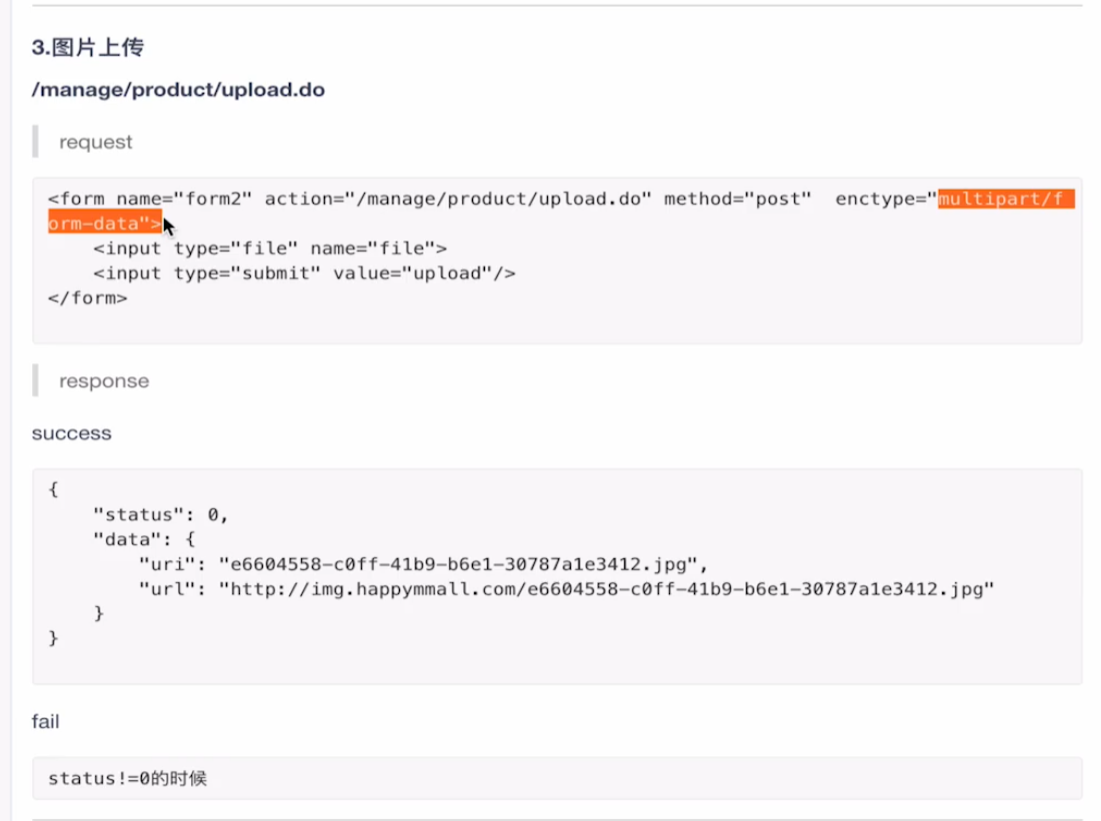 3.图片上传
/manage/product/upload.do
request
<form name="form2" action="/manage/product/upload.do" method="post"  enctype="multipart/f
orm-data">
    <input type="file" name="file">
    <input type="submit" value="upload"/>
</form>
response
success
{
    "status": 0,
    "data": {
        "uri": "e6604558-c0ff-41b9-b6e1-30787a1e3412.jpg",
        "url": "http://img.happymmall.com/e6604558-c0ff-41b9-b6e1-30787a1e3412.jpg"
    }
}
fail
status!=0的时候